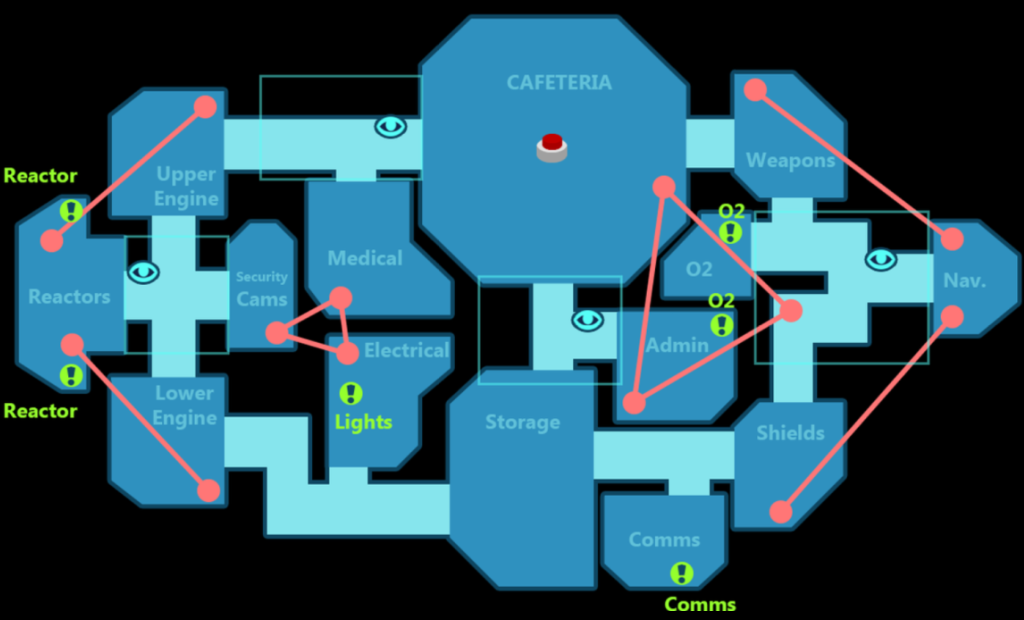 CAFETERIA
Weapons
Reactor
Upper
Engine
O2
Medical
O2
Security
Cams
Reactors
Nav.
O2
Admin
Electrical
Lower
Engine
Lights
Storage
Shields
Reactor
Comms
Comms